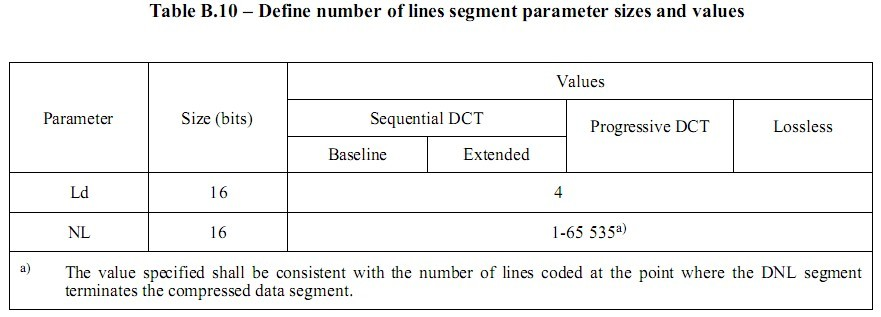 Table B.10 – Define number of lines segment parameter sizes and values
Values
Parameter Size (bits) Sequential DCT Progressive DCT Lossless
Baseline Extended
Ld 16 4
NL 16 1-65 535a)
a) The value specified shall be consistent with the number of lines coded at the point where the DNL segment
terminates the compressed data segment.